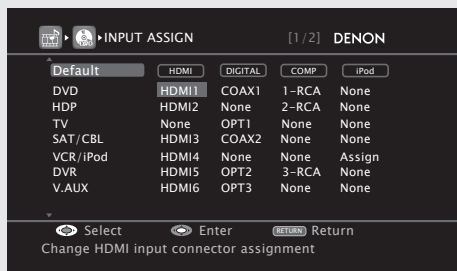 INPUT ASSIGN [1/2] DENON
Default HDMI DIGITAL COMP iPod
DVD HDMI1 COAX1 1-RCA None
HDP HDMI2 None 2-RCA None
TV None OPT1 None None
SAT/CBL HDMI3 COAX2 None None
VCR/iPod HDMI4 None None Assign
DVR HDMI5 OPT2 3-RCA None
V.AUX HDMI6 OPT3 None None
Select Enter RETURN Return
Change HDMI input connector assignment